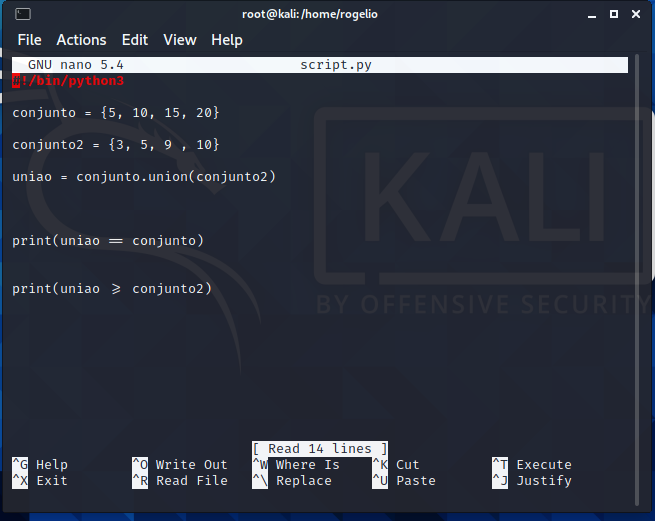 root@kali: /home/rogelio
File Actions Edit View Help
GNU nano 5.4 script.py
#!/bin/python3
conjunto = {5, 10, 15, 20}
conjunto2 = {3, 5, 9 , 10}
uniao = conjunto.union(conjunto2)
print(uniao == conjunto)
print(uniao >= conjunto2)
KALI
BY OFFENSIVE SECURITY
[ Read 14 lines ]
^G Help ^O Write Out ^W Where Is ^K Cut ^T Execute
^X Exit ^R Read File ^\ Replace ^U Paste ^J Justify